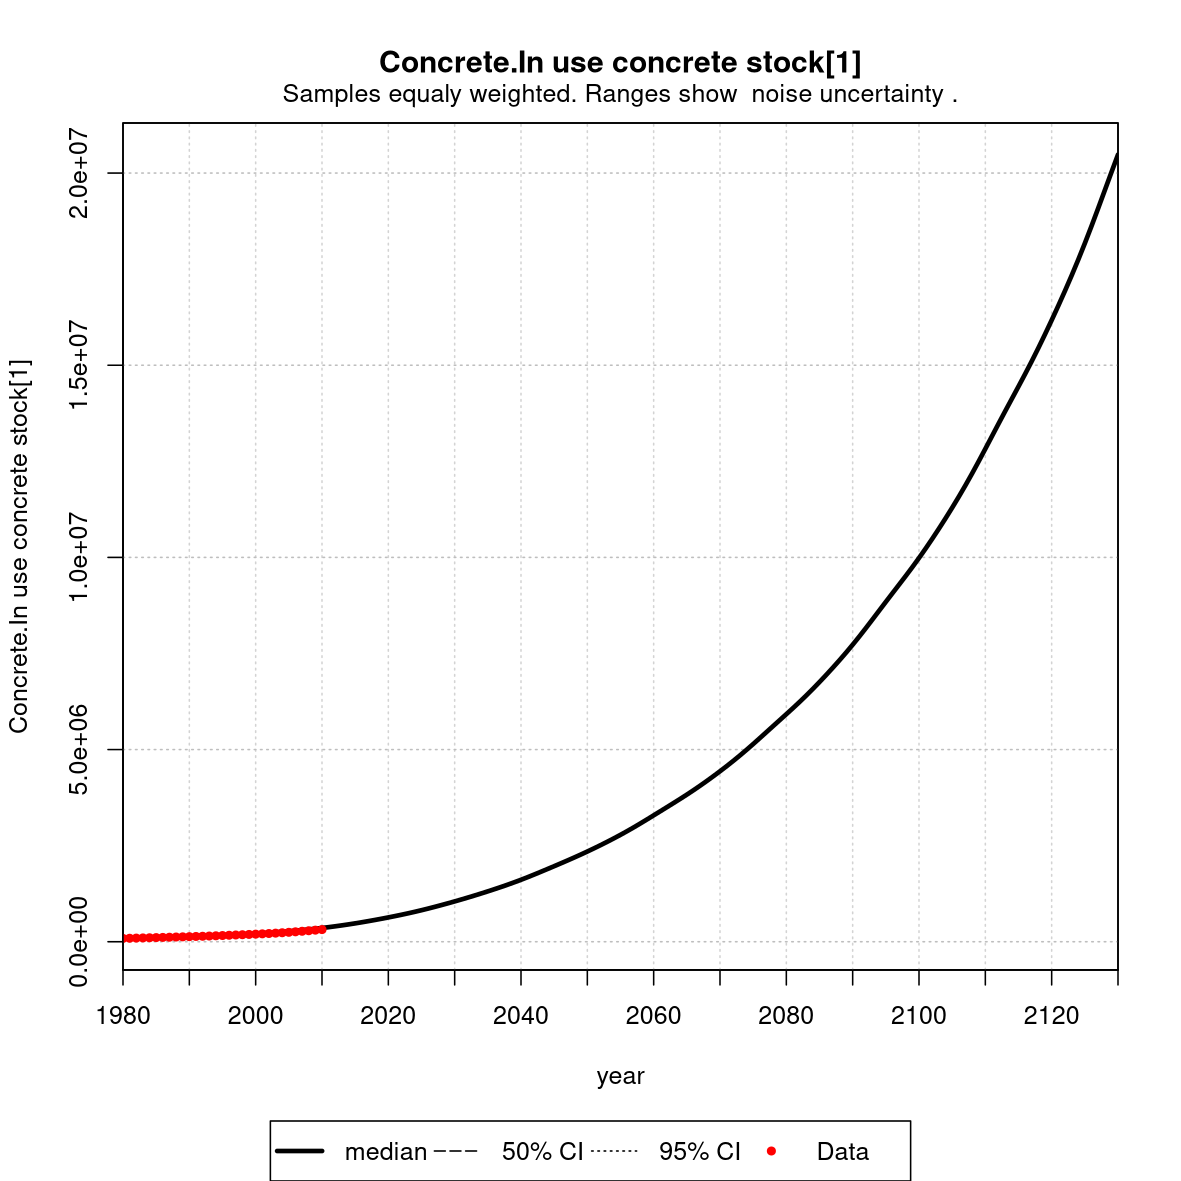 Concrete.In use concrete stock[1]
Samples equaly weighted. Ranges show  noise uncertainty .
Concrete.In use concrete stock[1]
2.0e+07
1.5e+07
1.0e+07
5.0e+06
0.0e+00
1980 2000 2020 2040 2060 2080 2100 2120
year
median 50% CI 95% CI Data